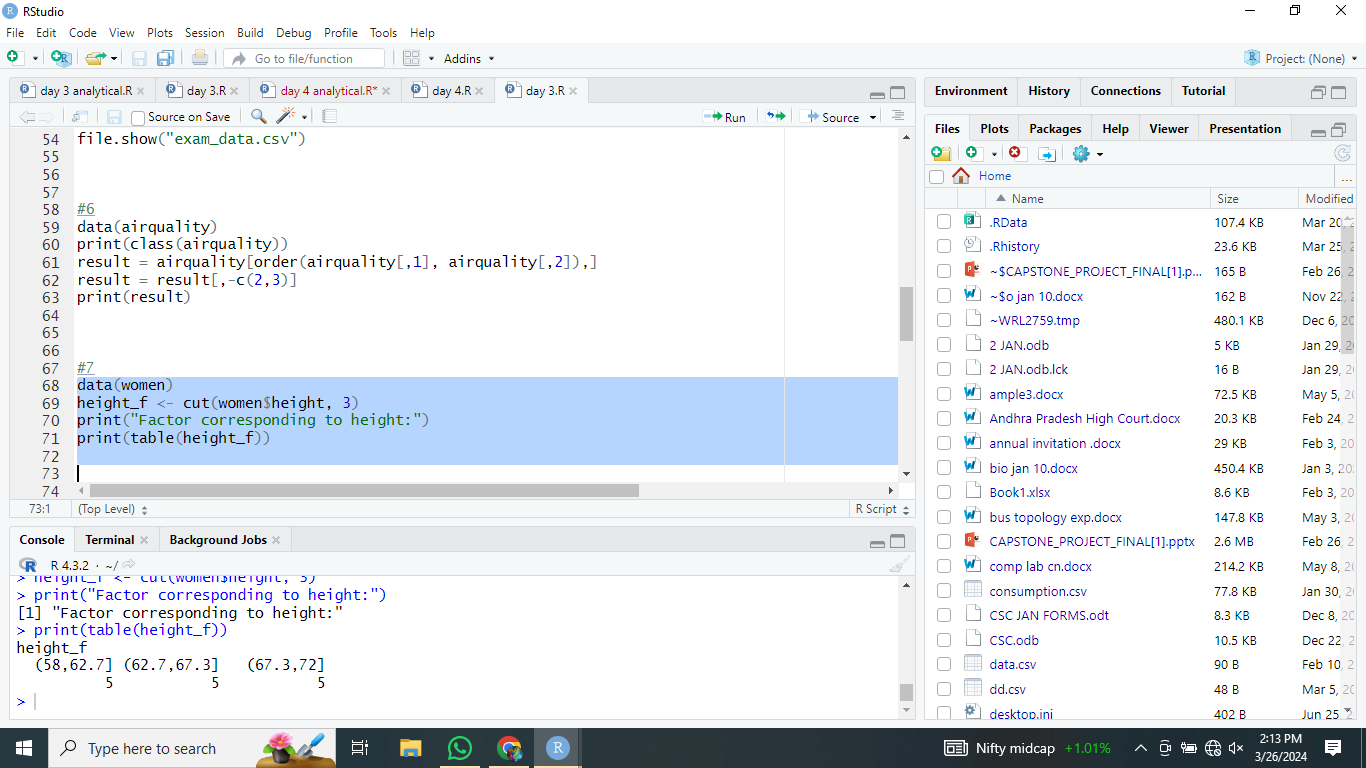 RStudio
File Edit Code View Plots Session Build Debug Profile Tools Help
Go to file/function Addins Project: (None)
day 3 analytical.R day 3.R day 4 analytical.R* day 4.R day 3.R
Source on Save Run Source
54 file.show("exam_data.csv")
55
56
57
58 #6
59 data(airquality)
60 print(class(airquality))
61 result = airquality[order(airquality[,1], airquality[,2]),]
62 result = result[,-c(2,3)]
63 print(result)
64
65
66
67 #7
68 data(women)
69 height_f <- cut(women$height, 3)
70 print("Factor corresponding to height:")
71 print(table(height_f))
72
73
74
73:1 (Top Level) R Script
Console Terminal Background Jobs
R 4.3.2 · ~/
> height_f <- cut(women$height, 3)
> print("Factor corresponding to height:")
[1] "Factor corresponding to height:"
> print(table(height_f))
height_f
(58,62.7] (62.7,67.3] (67.3,72]
5 5 5
>
Environment History Connections Tutorial
Files Plots Packages Help Viewer Presentation
Home ...
Name Size Modified
.RData 107.4 KB Mar 20,
.Rhistory 23.6 KB Mar 25,
~$CAPSTONE_PROJECT_FINAL[1].p... 165 B Feb 26,
~$o jan 10.docx 162 B Nov 22,
~WRL2759.tmp 480.1 KB Dec 6,
2 JAN.odb 5 KB Jan 29,
2 JAN.odb.lck 16 B Jan 29,
ample3.docx 72.5 KB May 5,
Andhra Pradesh High Court.docx 20.3 KB Feb 24,
annual invitation .docx 29 KB Feb 3,
bio jan 10.docx 450.4 KB Jan 3,
Book1.xlsx 8.6 KB Feb 3,
bus topology exp.docx 147.8 KB May 3,
CAPSTONE_PROJECT_FINAL[1].pptx 2.6 MB Feb 26,
comp lab cn.docx 214.2 KB May 8,
consumption.csv 77.8 KB Jan 30,
CSC JAN FORMS.odt 8.3 KB Dec 8,
CSC.odb 10.5 KB Dec 22,
data.csv 90 B Feb 10,
dd.csv 48 B Mar 5,
desktop.ini 402 B Jun 25,
Type here to search Nifty midcap +1.01% 2:13 PM
3/26/2024